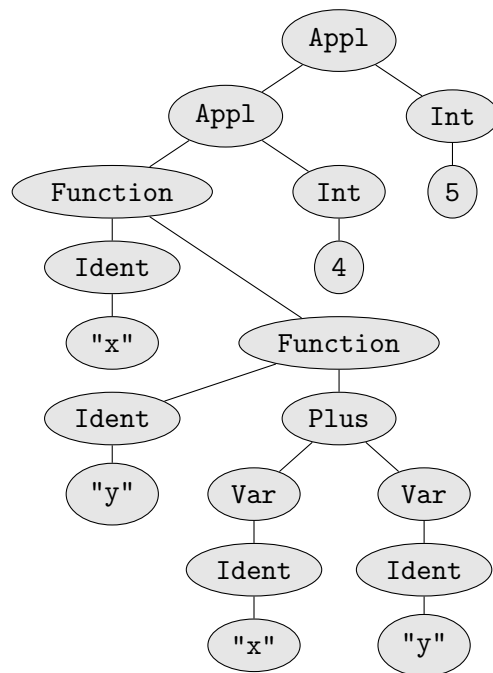 Appl
Appl Int
Function Int 5
Ident 4
"x" Function
Ident Plus
"y" Var Var
Ident Ident
"x" "y"